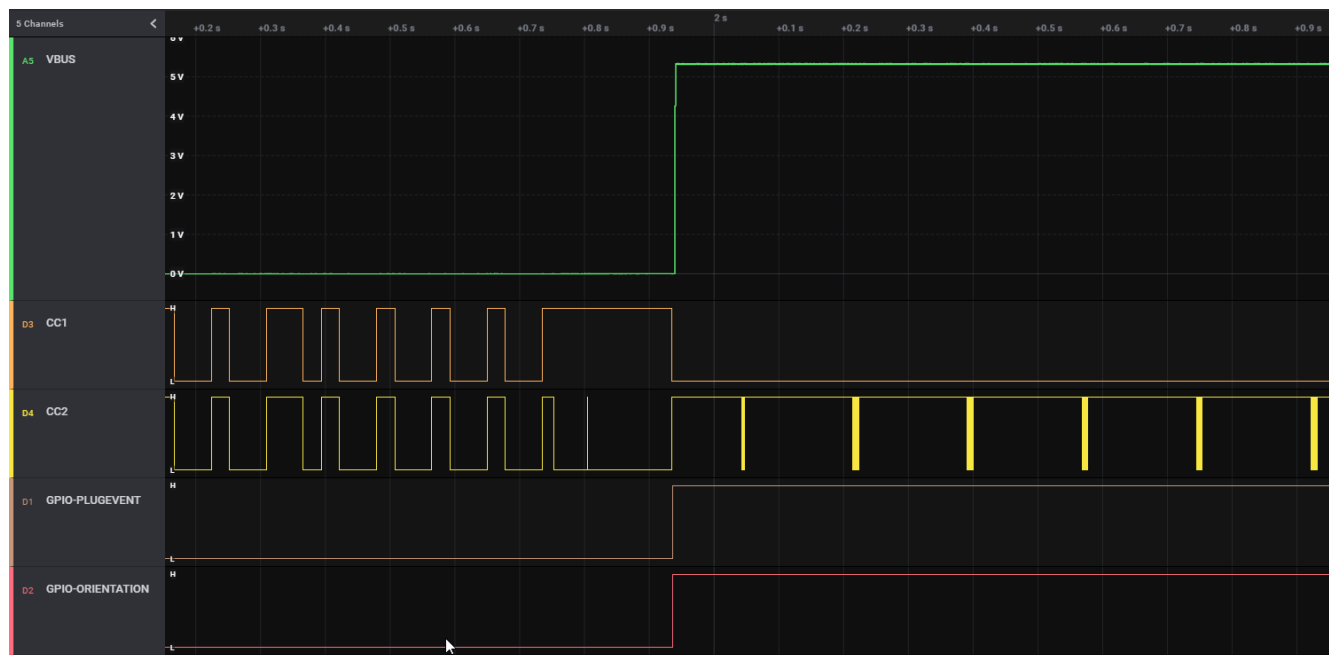 2 s
5 Channels +0.2 s +0.3 s +0.4 s +0.5 s +0.6 s +0.7 s +0.8 s +0.9 s +0.1 s +0.2 s +0.3 s +0.4 s +0.5 s +0.6 s +0.7 s +0.8 s +0.9 s
6 V
A5 VBUS
5 V
4 V
3 V
2 V
1 V
0 V
H
D3 CC1
L
H
D4 CC2
L
H
D1 GPIO-PLUGEVENT
L
H
D2 GPIO-ORIENTATION
L